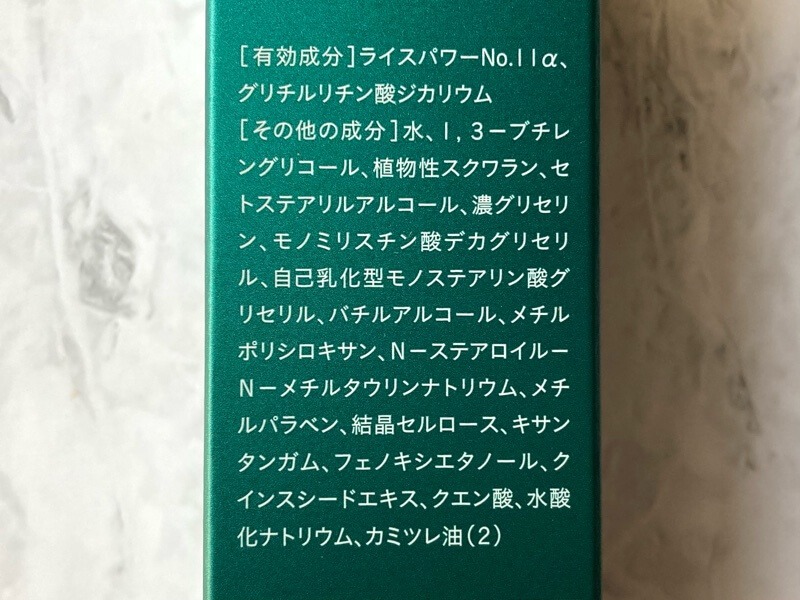 [有効成分]ライスパワーNo.11α、
グリチルリチン酸ジカリウム
[その他の成分]水、1,3－ブチレ
ングリコール、植物性スクワラン、セ
トステアリルアルコール、濃グリセリ
ン、モノミリスチン酸デカグリセリ
ル、自己乳化型モノステアリン酸グ
リセリル、バチルアルコール、メチル
ポリシロキサン、N－ステアロイル－
N－メチルタウリンナトリウム、メチ
ルパラベン、結晶セルロース、キサン
タンガム、フェノキシエタノール、ク
インスシードエキス、クエン酸、水酸
化ナトリウム、カミツレ油(2)